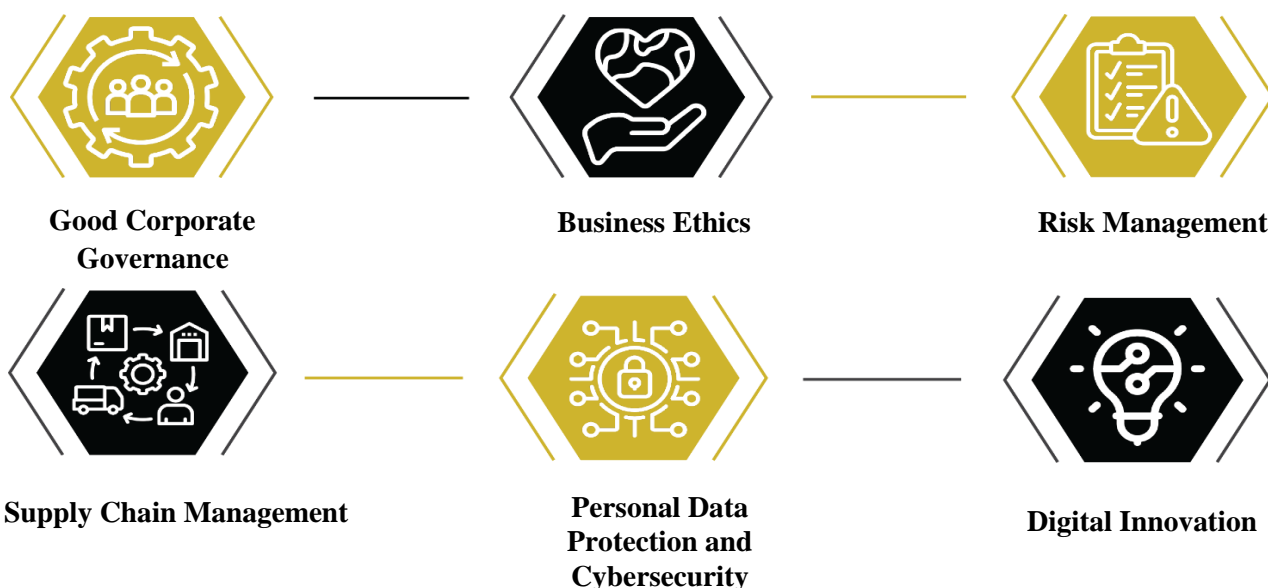 Good Corporate
Governance
Business Ethics
Risk Management
Supply Chain Management
Personal Data
Protection and
Cybersecurity
Digital Innovation